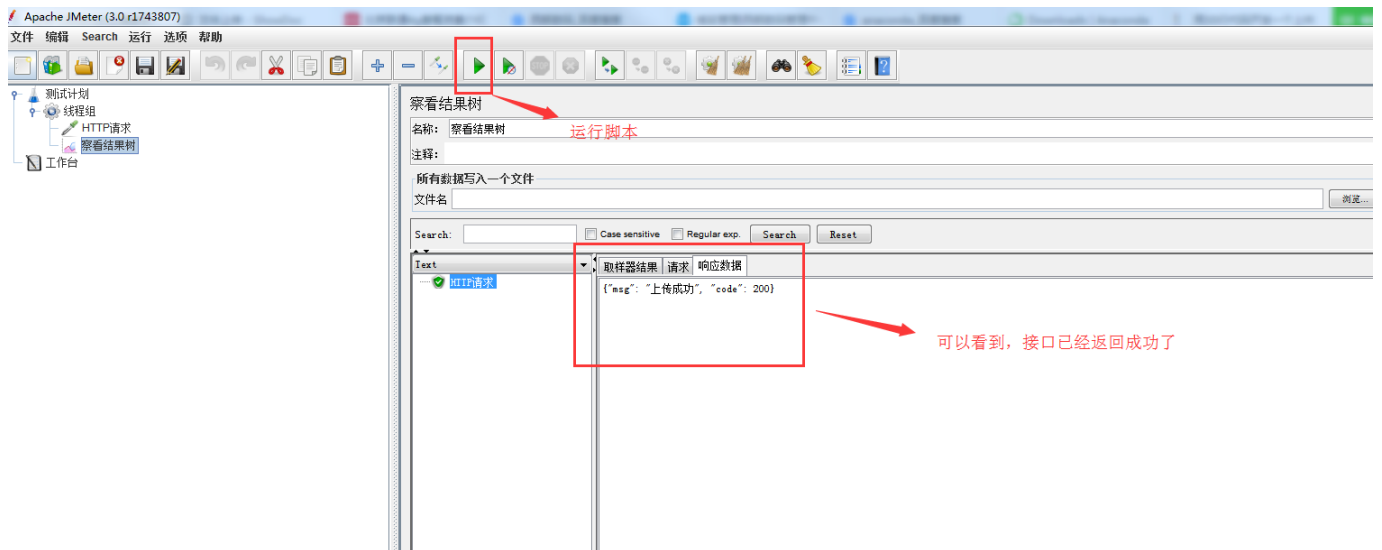 Apache JMeter (3.0 r1743807)
文件 编辑 Search 运行 选项 帮助
测试计划
线程组
HTTP请求
察看结果树
工作台
察看结果树
名称: 察看结果树
运行脚本
注释:
所有数据写入一个文件
文件名
浏览...
Search:
Case sensitive
Regular exp.
Search
Reset
Text
HTTP请求
取样器结果 请求 响应数据
{"msg": "上传成功", "code": 200}
可以看到，接口已经返回成功了